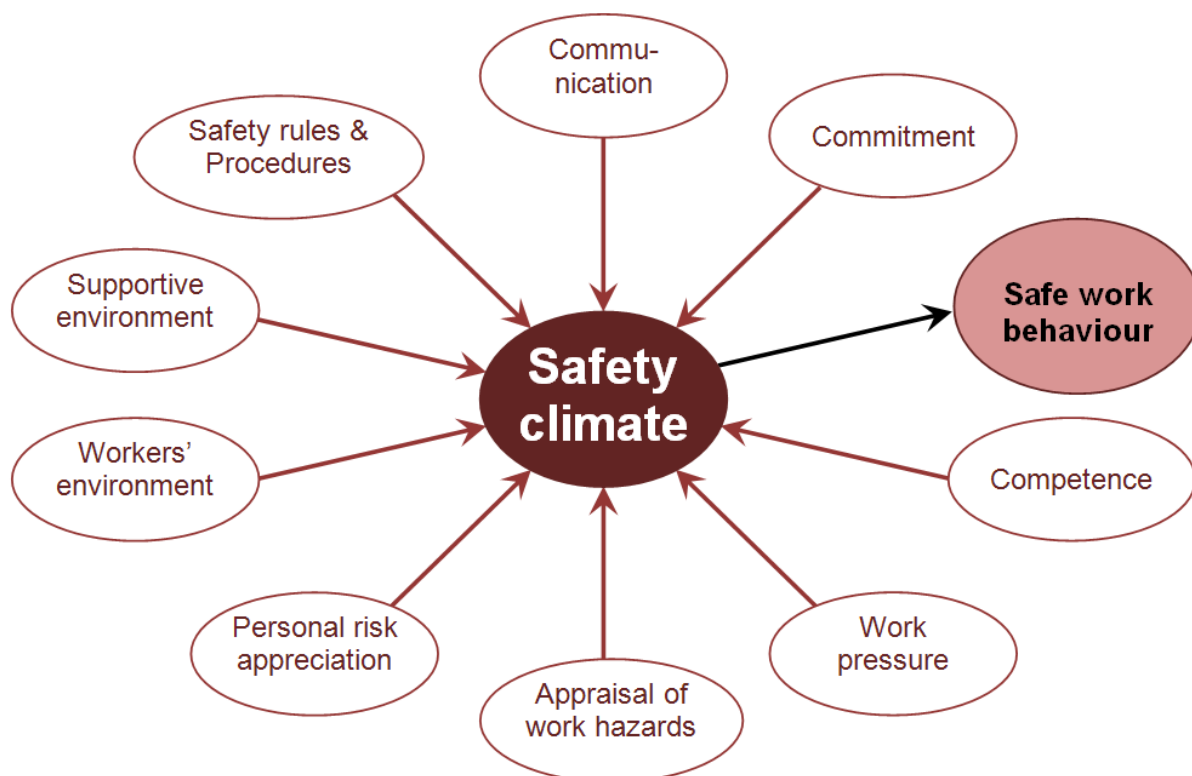 Commu-
nication
Safety rules &
Procedures
Commitment
Supportive
environment
Safe work
behaviour
Safety
climate
Workers’
environment
Competence
Personal risk
appreciation
Work
pressure
Appraisal of
work hazards